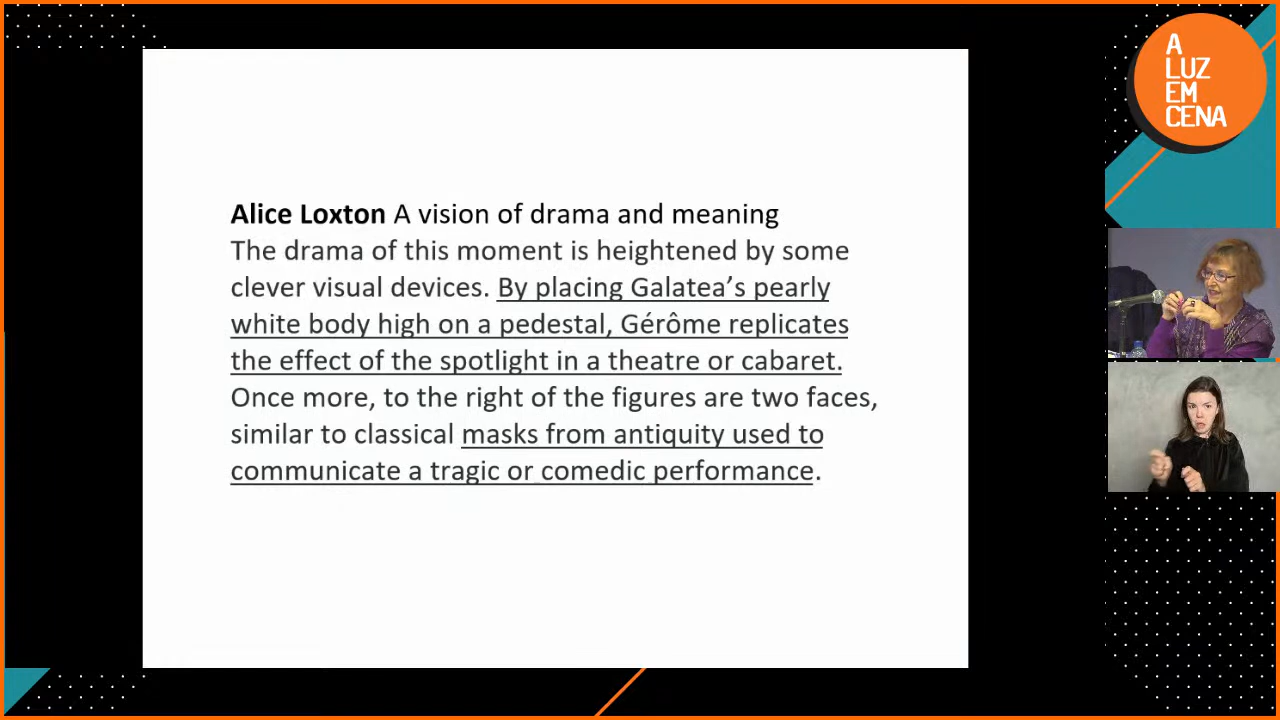 Alice Loxton A vision of drama and meaning
The drama of this moment is heightened by some
clever visual devices. By placing Galatea’s pearly
white body high on a pedestal, Gérôme replicates
the effect of the spotlight in a theatre or cabaret.
Once more, to the right of the figures are two faces,
similar to classical masks from antiquity used to
communicate a tragic or comedic performance.
A
LUZ
EM
CENA